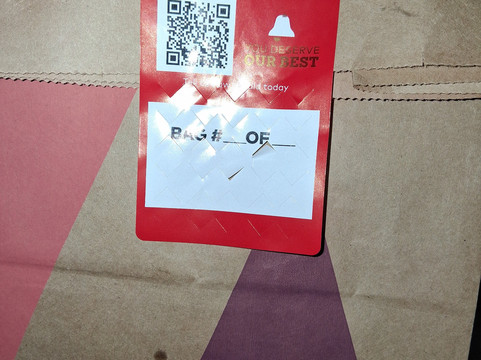 YOU DESERVE
OUR BEST
today
BAG #___OF___